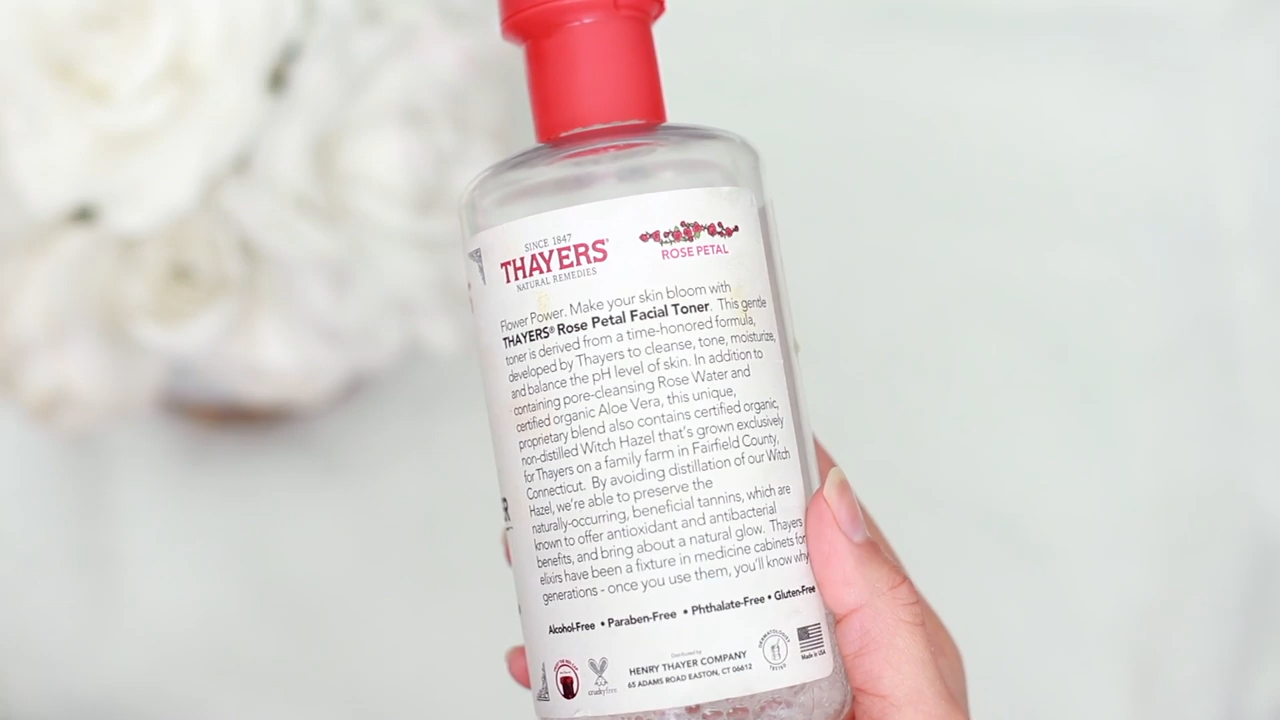 SINCE 1847
THAYERS®
NATURAL REMEDIES
ROSE PETAL
Flower Power. Make your skin bloom with
THAYERS® Rose Petal Facial Toner. This gentle
toner is derived from a time-honored formula,
developed by Thayers to cleanse, tone, moisturize,
and balance the pH level of skin. In addition to
containing pore-cleansing Rose Water and
certified organic Aloe Vera, this unique,
proprietary blend also contains certified organic,
non-distilled Witch Hazel that's grown exclusively
for Thayers on a family farm in Fairfield County,
Connecticut. By avoiding distillation of our Witch
Hazel, we're able to preserve the
naturally-occurring, beneficial tannins, which are
known to offer antioxidant and antibacterial
benefits, and bring about a natural glow. Thayers
elixirs have been a fixture in medicine cabinets for
generations - once you use them, you'll know why
Alcohol-Free • Paraben-Free • Phthalate-Free • Gluten-Free
crueltyfree
Distributed by
HENRY THAYER COMPANY
65 ADAMS ROAD EASTON, CT 06612
DERMATOLOGIST
TESTED
Made in USA